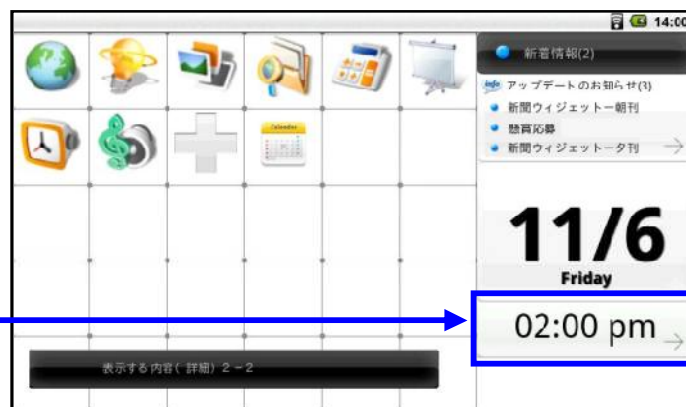 14:00
新着情報(2)
info アップデートのお知らせ(3)
新聞ウィジェットー朝刊
懸賞応募
新聞ウィジェットー夕刊
Calendar
11/6
Friday
02:00 pm
表示する内容(詳細)2-2